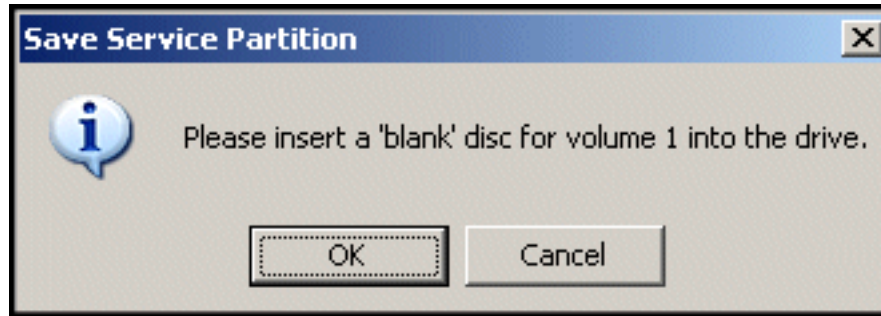 Save Service Partition
Please insert a 'blank' disc for volume 1 into the drive.
OK
Cancel